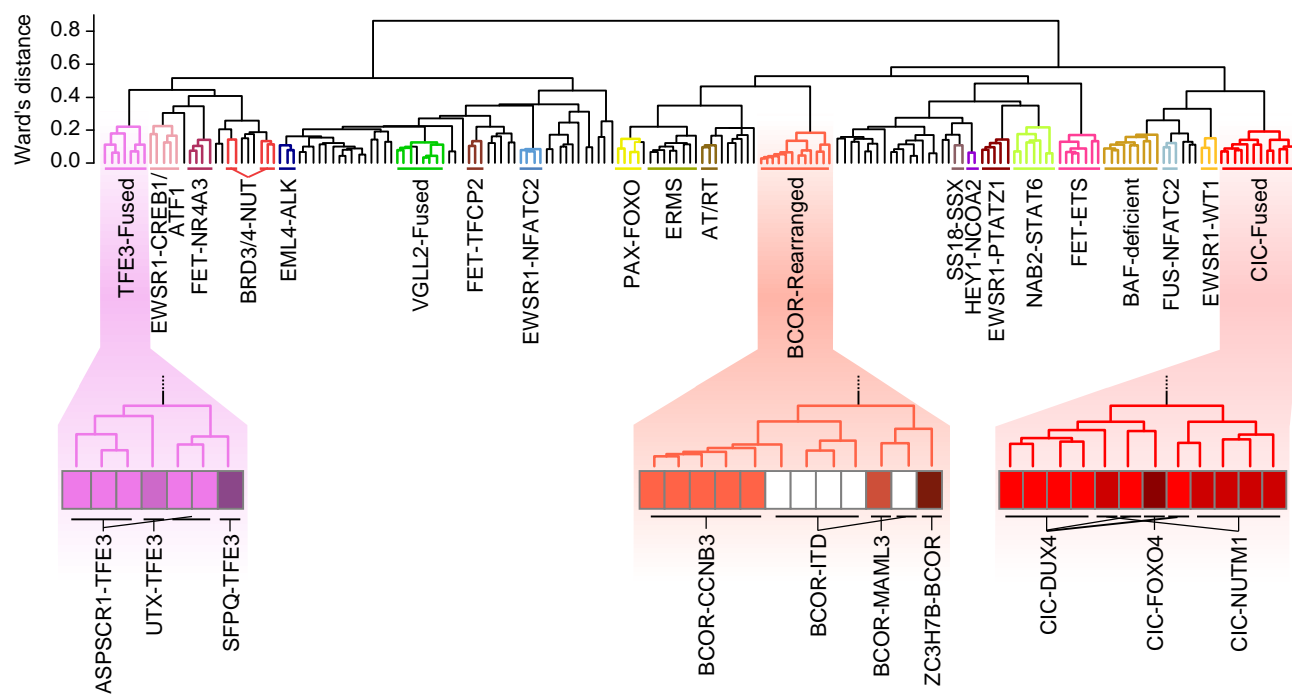 Ward's distance
0.8
0.6
0.4
0.2
0.0
TFE3-Fused
EWSR1-CREB1/
ATF1
FET-NR4A3
BRD3/4-NUT
EML4-ALK
VGLL2-Fused
FET-TFCP2
EWSR1-NFATC2
PAX-FOXO
ERMS
AT/RT
BCOR-Rearranged
SS18-SSX
HEY1-NCOA2
EWSR1-PTATZ1
NAB2-STAT6
FET-ETS
BAF-deficient
FUS-NFATC2
EWSR1-WT1
CIC-Fused
ASPSCR1-TFE3
UTX-TFE3
SFPQ-TFE3
BCOR-CCNB3
BCOR-ITD
BCOR-MAML3
ZC3H7B-BCOR
CIC-DUX4
CIC-FOXO4
CIC-NUTM1